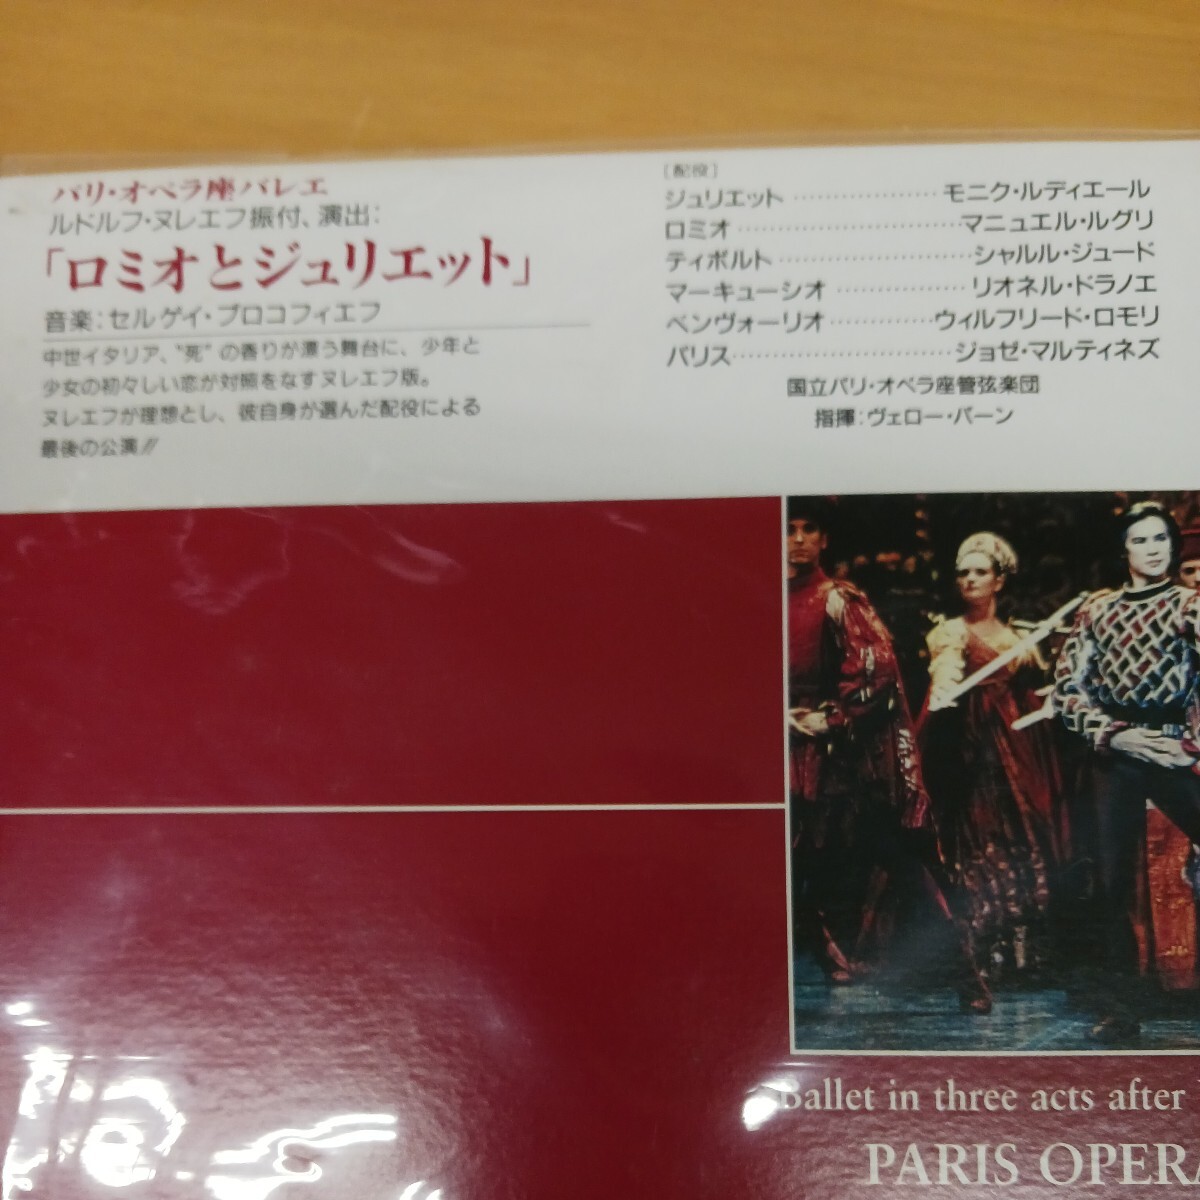 パリ・オペラ座バレエ
ルドルフ・ヌレエフ振付、演出:
「ロミオとジュリエット」
音楽:セルゲイ・プロコフィエフ
中世イタリア、“死”の香りが漂う舞台に、少年と
少女の初々しい恋が対照をなすヌレエフ版。
ヌレエフが理想とし、彼自身が選んだ配役による
最後の公演!!
〔配役〕
ジュリエット ………………… モニク・ルディエール
ロミオ ………………………… マニュエル・ルグリ
ティボルト …………………… シャルル・ジュード
マーキューシオ ……………… リオネル・ドラノエ
ベンヴォーリオ …………… ウィルフリード・ロモリ
パリス ………………………… ジョゼ・マルティネズ
国立パリ・オペラ座管弦楽団
指揮:ヴェロー・パーン
Ballet in three acts after
PARIS OPERA